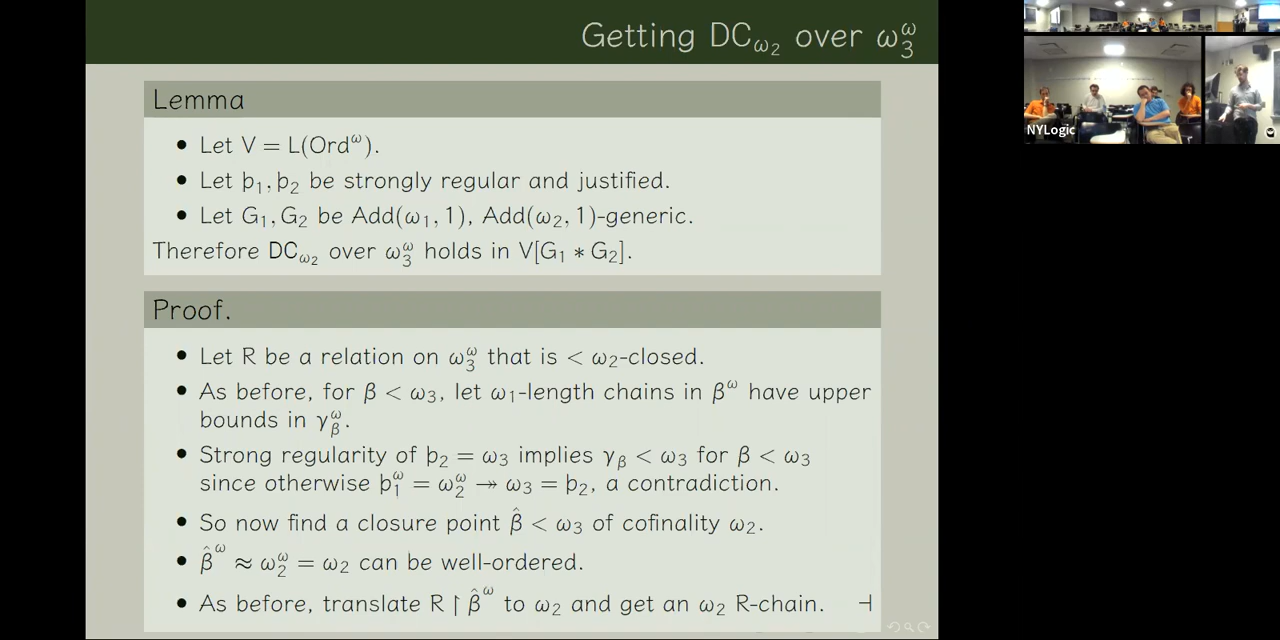 Getting DC_ω₂ over ω₃^ω
Lemma
• Let V = L(Ord^ω).
• Let þ₁, þ₂ be strongly regular and justified.
• Let G₁, G₂ be Add(ω₁, 1), Add(ω₂, 1)-generic.
Therefore DC_ω₂ over ω₃^ω holds in V[G₁ ∗ G₂].
Proof.
• Let R be a relation on ω₃^ω that is < ω₂-closed.
• As before, for β < ω₃, let ω₁-length chains in β^ω have upper
bounds in γ_β^ω.
• Strong regularity of þ₂ = ω₃ implies γ_β < ω₃ for β < ω₃
since otherwise þ₁^ω = ω₂^ω ↠ ω₃ = þ₂, a contradiction.
• So now find a closure point β̂ < ω₃ of cofinality ω₂.
• β̂^ω ≈ ω₂^ω = ω₂ can be well-ordered.
• As before, translate R ↾ β̂^ω to ω₂ and get an ω₂ R-chain. ⊣
NYLogic